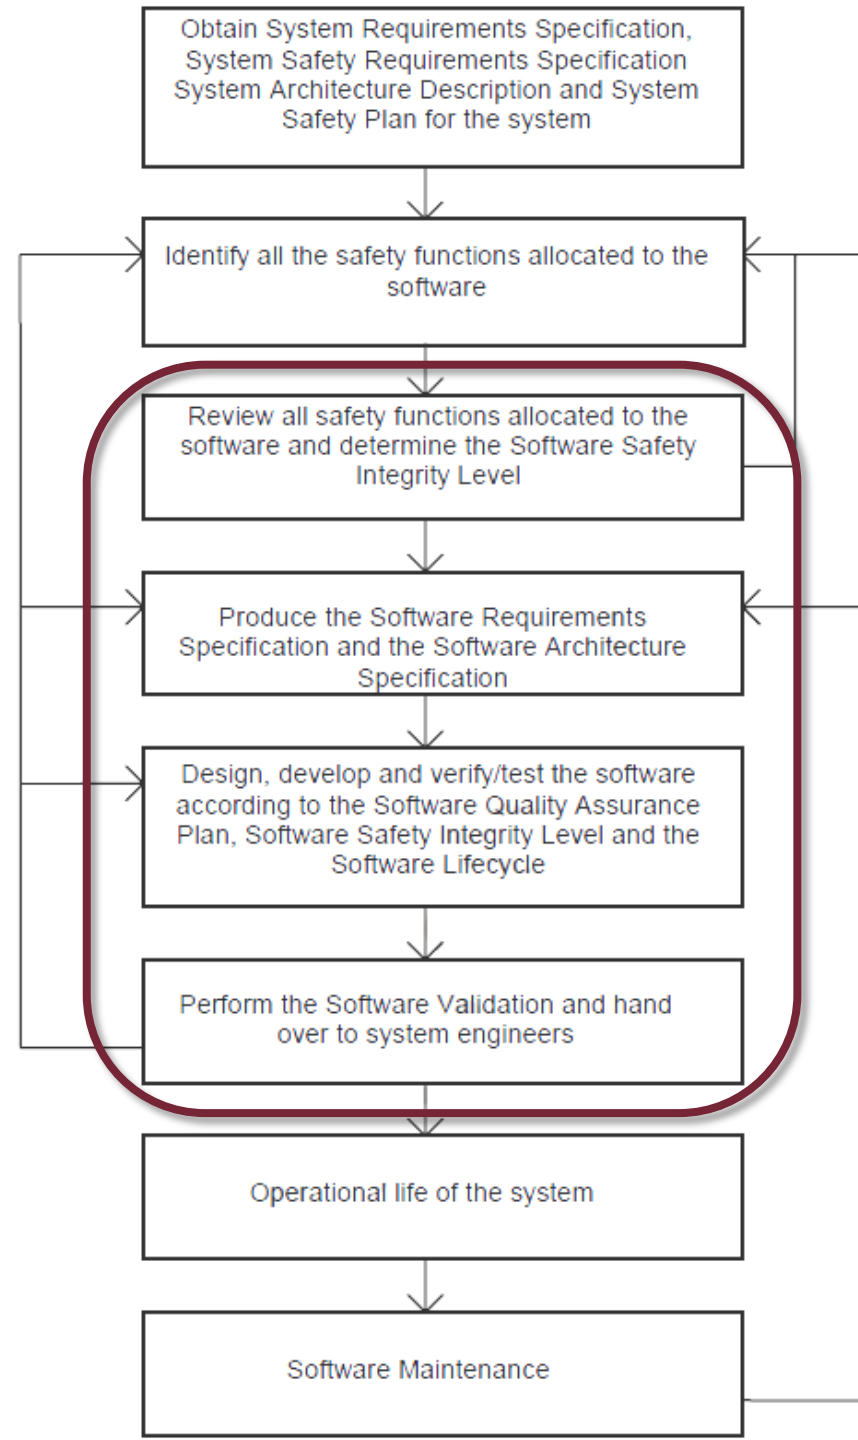 Obtain System Requirements Specification,
System Safety Requirements Specification
System Architecture Description and System
Safety Plan for the system
Identify all the safety functions allocated to the
software
Review all safety functions allocated to the
software and determine the Software Safety
Integrity Level
Produce the Software Requirements
Specification and the Software Architecture
Specification
Design, develop and verify/test the software
according to the Software Quality Assurance
Plan, Software Safety Integrity Level and the
Software Lifecycle
Perform the Software Validation and hand
over to system engineers
Operational life of the system
Software Maintenance